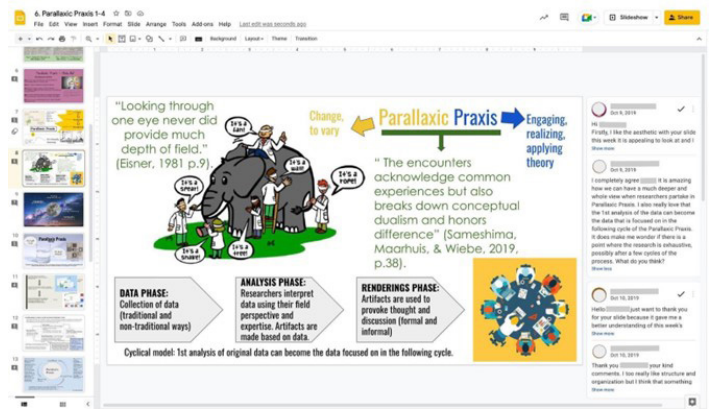 6. Parallaxic Praxis 1-4
File Edit View Insert Format Slide Arrange Tools Add-ons Help Last edit was seconds ago
Slideshow
Share
Background Layout Theme Transition
"Looking through
one eye never did
provide much
depth of field."
(Eisner, 1981 p.9).
It's a
Fan!
It's a
Wall!
It's a
Rope!
It's a
Spear!
It's a
Snake!
It's a
Tree!
Change,
to vary
Parallaxic Praxis
Engaging,
realizing,
applying
theory
" The encounters
acknowledge common
experiences but also
breaks down conceptual
dualism and honors
difference" (Sameshima,
Maarhuis, & Wiebe, 2019,
p.38).
DATA PHASE:
Collection of data
(traditional and
non-traditional ways)
ANALYSIS PHASE:
Researchers interpret
data using their field
perspective and
expertise. Artifacts are
made based on data.
RENDERINGS PHASE:
Artifacts are used to
provoke thought and
discussion (formal and
informal)
Cyclical model: 1st analysis of original data can become the data focused on in the following cycle.
Oct 9, 2019
Hi
Firstly, I like the aesthetic with your slide
this week it is appealing to look at and I
Show more
Oct 9, 2019
I completely agree it is amazing
how we can have a much deeper and
whole view when researchers partake in
Parallaxic Praxis. I also really love that
the 1st analysis of the data can become
the data that is focused on in the
following cycle of the Parallaxic Praxis.
It does make me wonder if there is a
point where the research is exhaustive,
possibly after a few cycles of the
process. What do you think?
Show less
Oct 10, 2019
Hello just want to thank you
for your slide because it gave me a
better understanding of this week's
Show more
Oct 10, 2019
Thank you your kind
comments. I too really like structure and
organization but I think that something
Show more